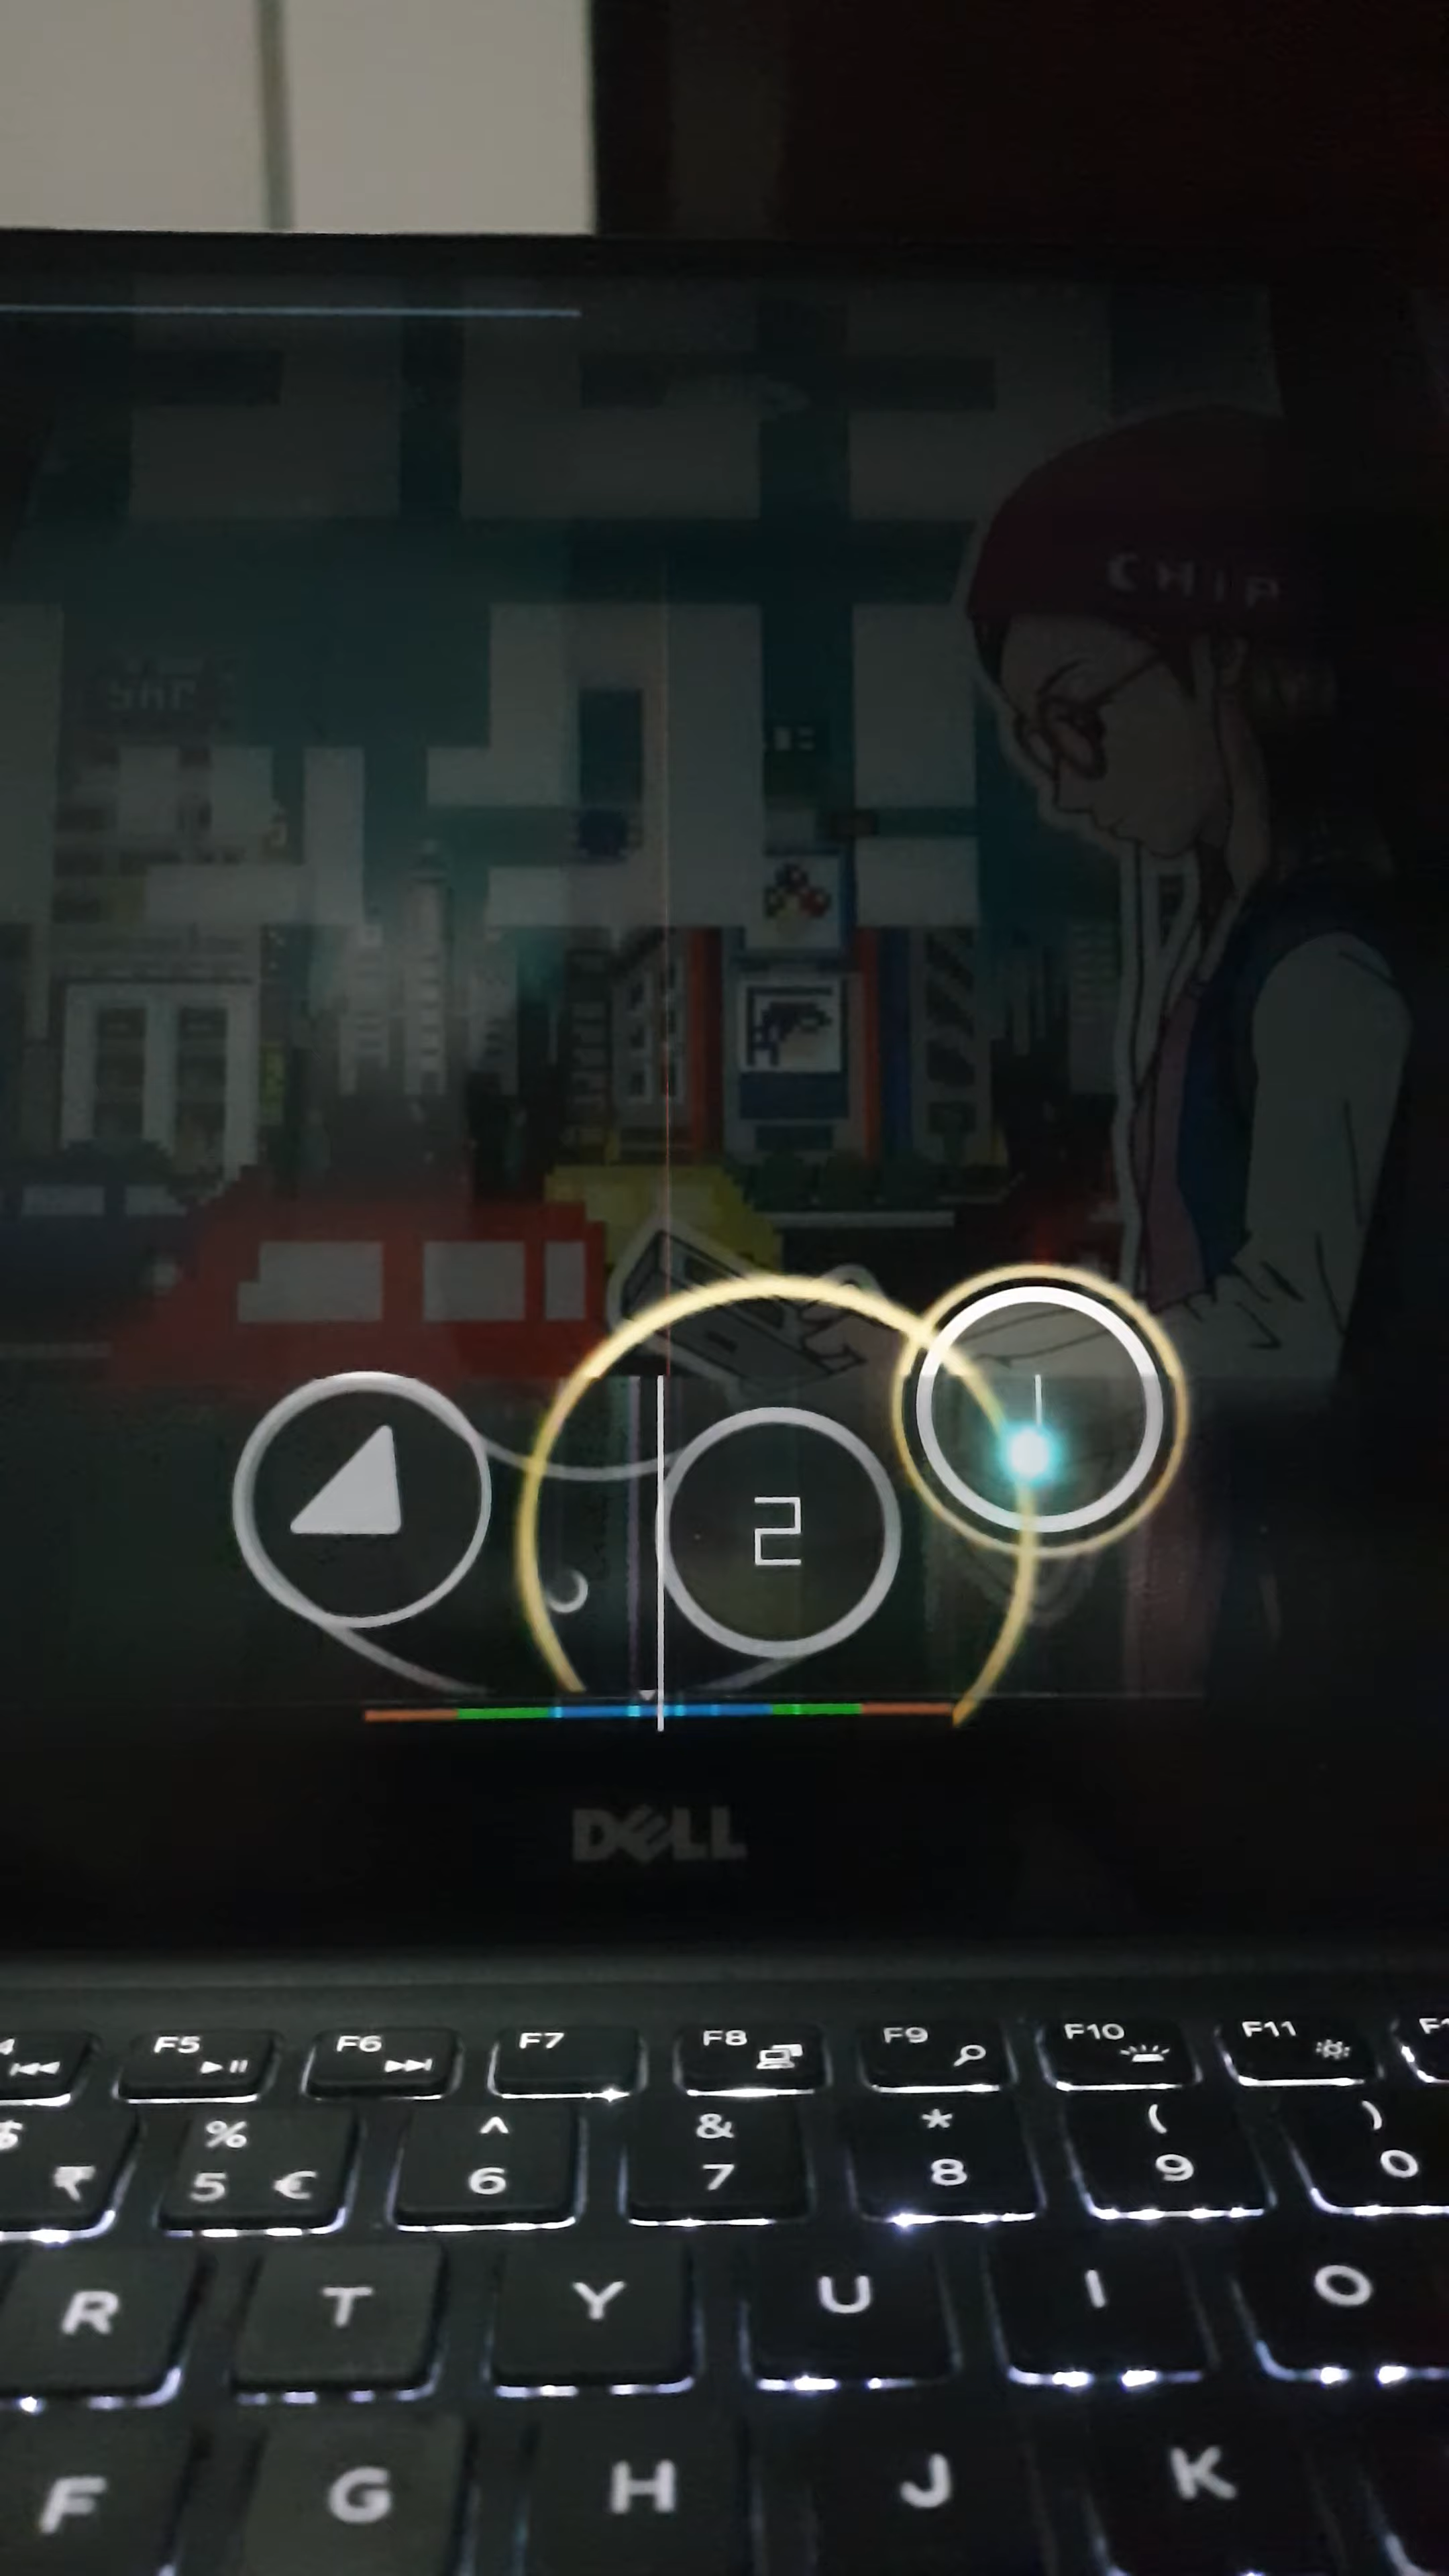 CHIP
1
2
DELL
F5
F6
F7
F8
F9
F10
F11
$ ₹
% 5 €
^ 6
& 7
* 8
( 9
) 0
R T Y U I O
F G H J K